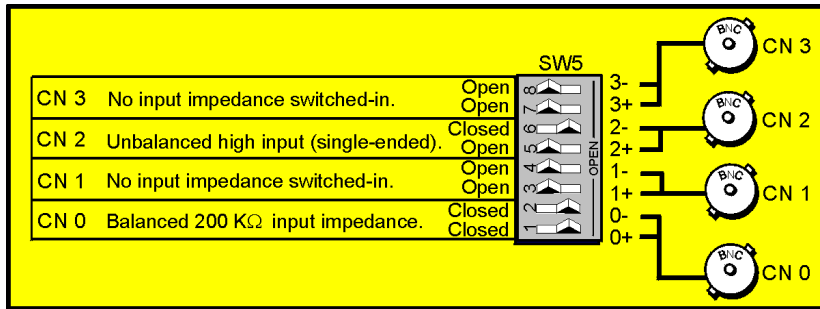 SW5
CN 3 No input impedance switched-in. Open 8 3-
Open 7 3+
CN 2 Unbalanced high input (single-ended). Closed 6 2-
Open 5 2+
CN 1 No input impedance switched-in. Open 4 1-
Open 3 1+
CN 0 Balanced 200 KΩ input impedance. Closed 2 0-
Closed 1 0+
OPEN
BNC CN 3
BNC CN 2
BNC CN 1
BNC CN 0